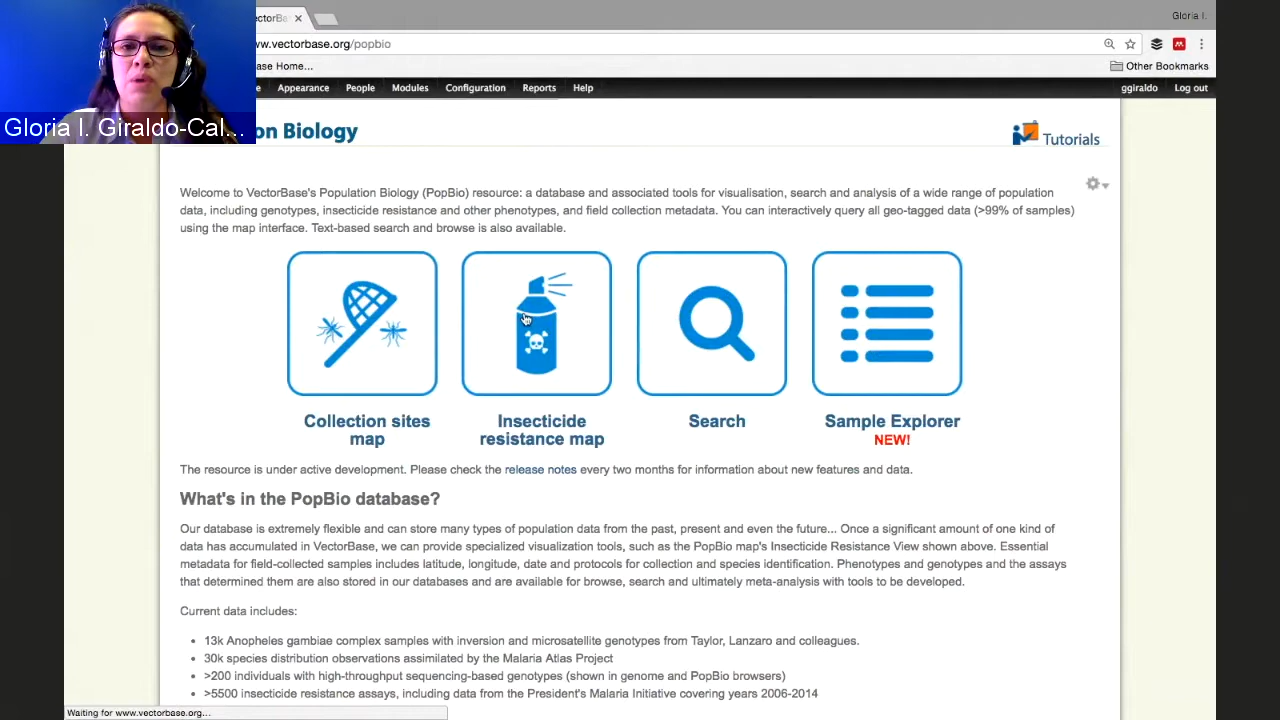 ectorBa
Gloria I.
ww.vectorbase.org/popbio
ase Home...
Other Bookmarks
e Appearance People Modules Configuration Reports Help
ggiraldo Log out
Gloria I. Giraldo-Cal...
on Biology
Tutorials
Welcome to VectorBase's Population Biology (PopBio) resource: a database and associated tools for visualisation, search and analysis of a wide range of population
data, including genotypes, insecticide resistance and other phenotypes, and field collection metadata. You can interactively query all geo-tagged data (>99% of samples)
using the map interface. Text-based search and browse is also available.
Collection sites
map
Insecticide
resistance map
Search
Sample Explorer
NEW!
The resource is under active development. Please check the release notes every two months for information about new features and data.
What's in the PopBio database?
Our database is extremely flexible and can store many types of population data from the past, present and even the future... Once a significant amount of one kind of
data has accumulated in VectorBase, we can provide specialized visualization tools, such as the PopBio map's Insecticide Resistance View shown above. Essential
metadata for field-collected samples includes latitude, longitude, date and protocols for collection and species identification. Phenotypes and genotypes and the assays
that determined them are also stored in our databases and are available for browse, search and ultimately meta-analysis with tools to be developed.
Current data includes:
• 13k Anopheles gambiae complex samples with inversion and microsatellite genotypes from Taylor, Lanzaro and colleagues.
• 30k species distribution observations assimilated by the Malaria Atlas Project
• >200 individuals with high-throughput sequencing-based genotypes (shown in genome and PopBio browsers)
• >5500 insecticide resistance assays, including data from the President's Malaria Initiative covering years 2006-2014
Waiting for www.vectorbase.org...